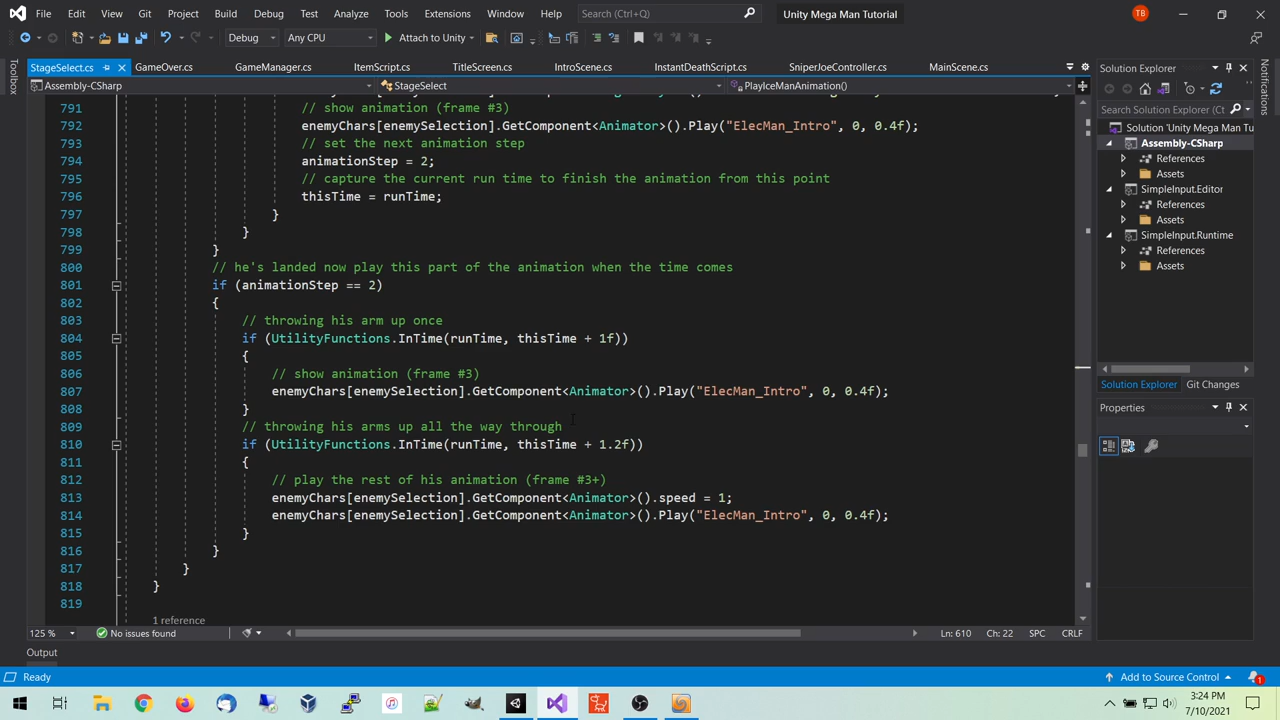 File Edit View Git Project Build Debug Test Analyze Tools Extensions Window Help Search (Ctrl+Q) Unity Mega Man Tutorial TB
Debug Any CPU Attach to Unity
StageSelect.cs GameOver.cs GameManager.cs ItemScript.cs TitleScreen.cs IntroScene.cs InstantDeathScript.cs SniperJoeController.cs MainScene.cs
Assembly-CSharp StageSelect PlayIceManAnimation()
791 // show animation (frame #3)
792 enemyChars[enemySelection].GetComponent<Animator>().Play("ElecMan_Intro", 0, 0.4f);
793 // set the next animation step
794 animationStep = 2;
795 // capture the current run time to finish the animation from this point
796 thisTime = runTime;
797 }
798 }
799 }
800 // he's landed now play this part of the animation when the time comes
801 if (animationStep == 2)
802 {
803 // throwing his arm up once
804 if (UtilityFunctions.InTime(runTime, thisTime + 1f))
805 {
806 // show animation (frame #3)
807 enemyChars[enemySelection].GetComponent<Animator>().Play("ElecMan_Intro", 0, 0.4f);
808 }
809 // throwing his arms up all the way through
810 if (UtilityFunctions.InTime(runTime, thisTime + 1.2f))
811 {
812 // play the rest of his animation (frame #3+)
813 enemyChars[enemySelection].GetComponent<Animator>().speed = 1;
814 enemyChars[enemySelection].GetComponent<Animator>().Play("ElecMan_Intro", 0, 0.4f);
815 }
816 }
817 }
818 }
819
1 reference
125 % No issues found Ln: 610 Ch: 22 SPC CRLF
Output
Toolbox
Solution Explorer
Search Solution Explorer
Solution 'Unity Mega Man Tu
Assembly-CSharp
References
Assets
SimpleInput.Editor
References
Assets
SimpleInput.Runtime
References
Assets
Solution Explorer Git Changes
Properties
Notifications
Ready Add to Source Control 1
3:24 PM
7/10/2021